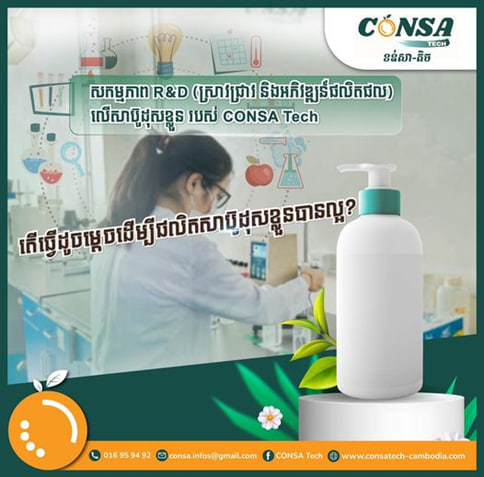 CONSA
TECH
ខន់សា-តិច
សកម្មភាព R&D (ស្រាវជ្រាវ និងអភិវឌ្ឍន៍ផលិតផល)
លើសាប៊ូដុសខ្លួន របស់ CONSA Tech
តើធ្វើដូចម្តេចដើម្បីផលិតសាប៊ូដុសខ្លួនបានល្អ?
016 95 94 92 consa.infos@gmail.com CONSA Tech www.consatech-cambodia.com